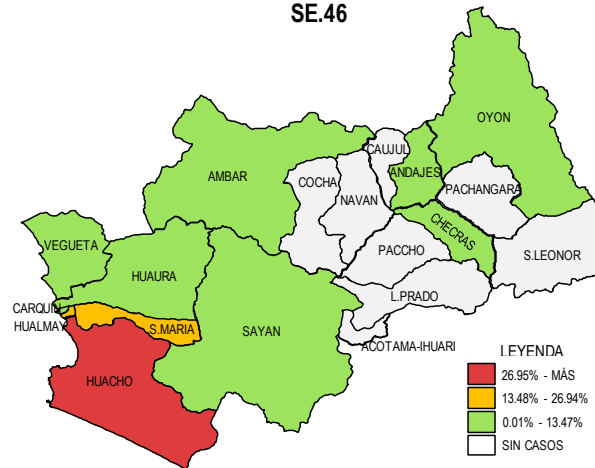 SE.46
OYON
CAUJUL
ANDAJES
AMBAR
COCHA
NAVAN
PACHANGARA
CHECRAS
VEGUETA
PACCHO
S.LEONOR
HUAURA
L.PRADO
CARQUIN
HUALMAY
S.MARIA
SAYAN
ACOTAMA-IHUARI
HUACHO
LEYENDA
26.95% - MÁS
13.48% - 26.94%
0.01% - 13.47%
SIN CASOS